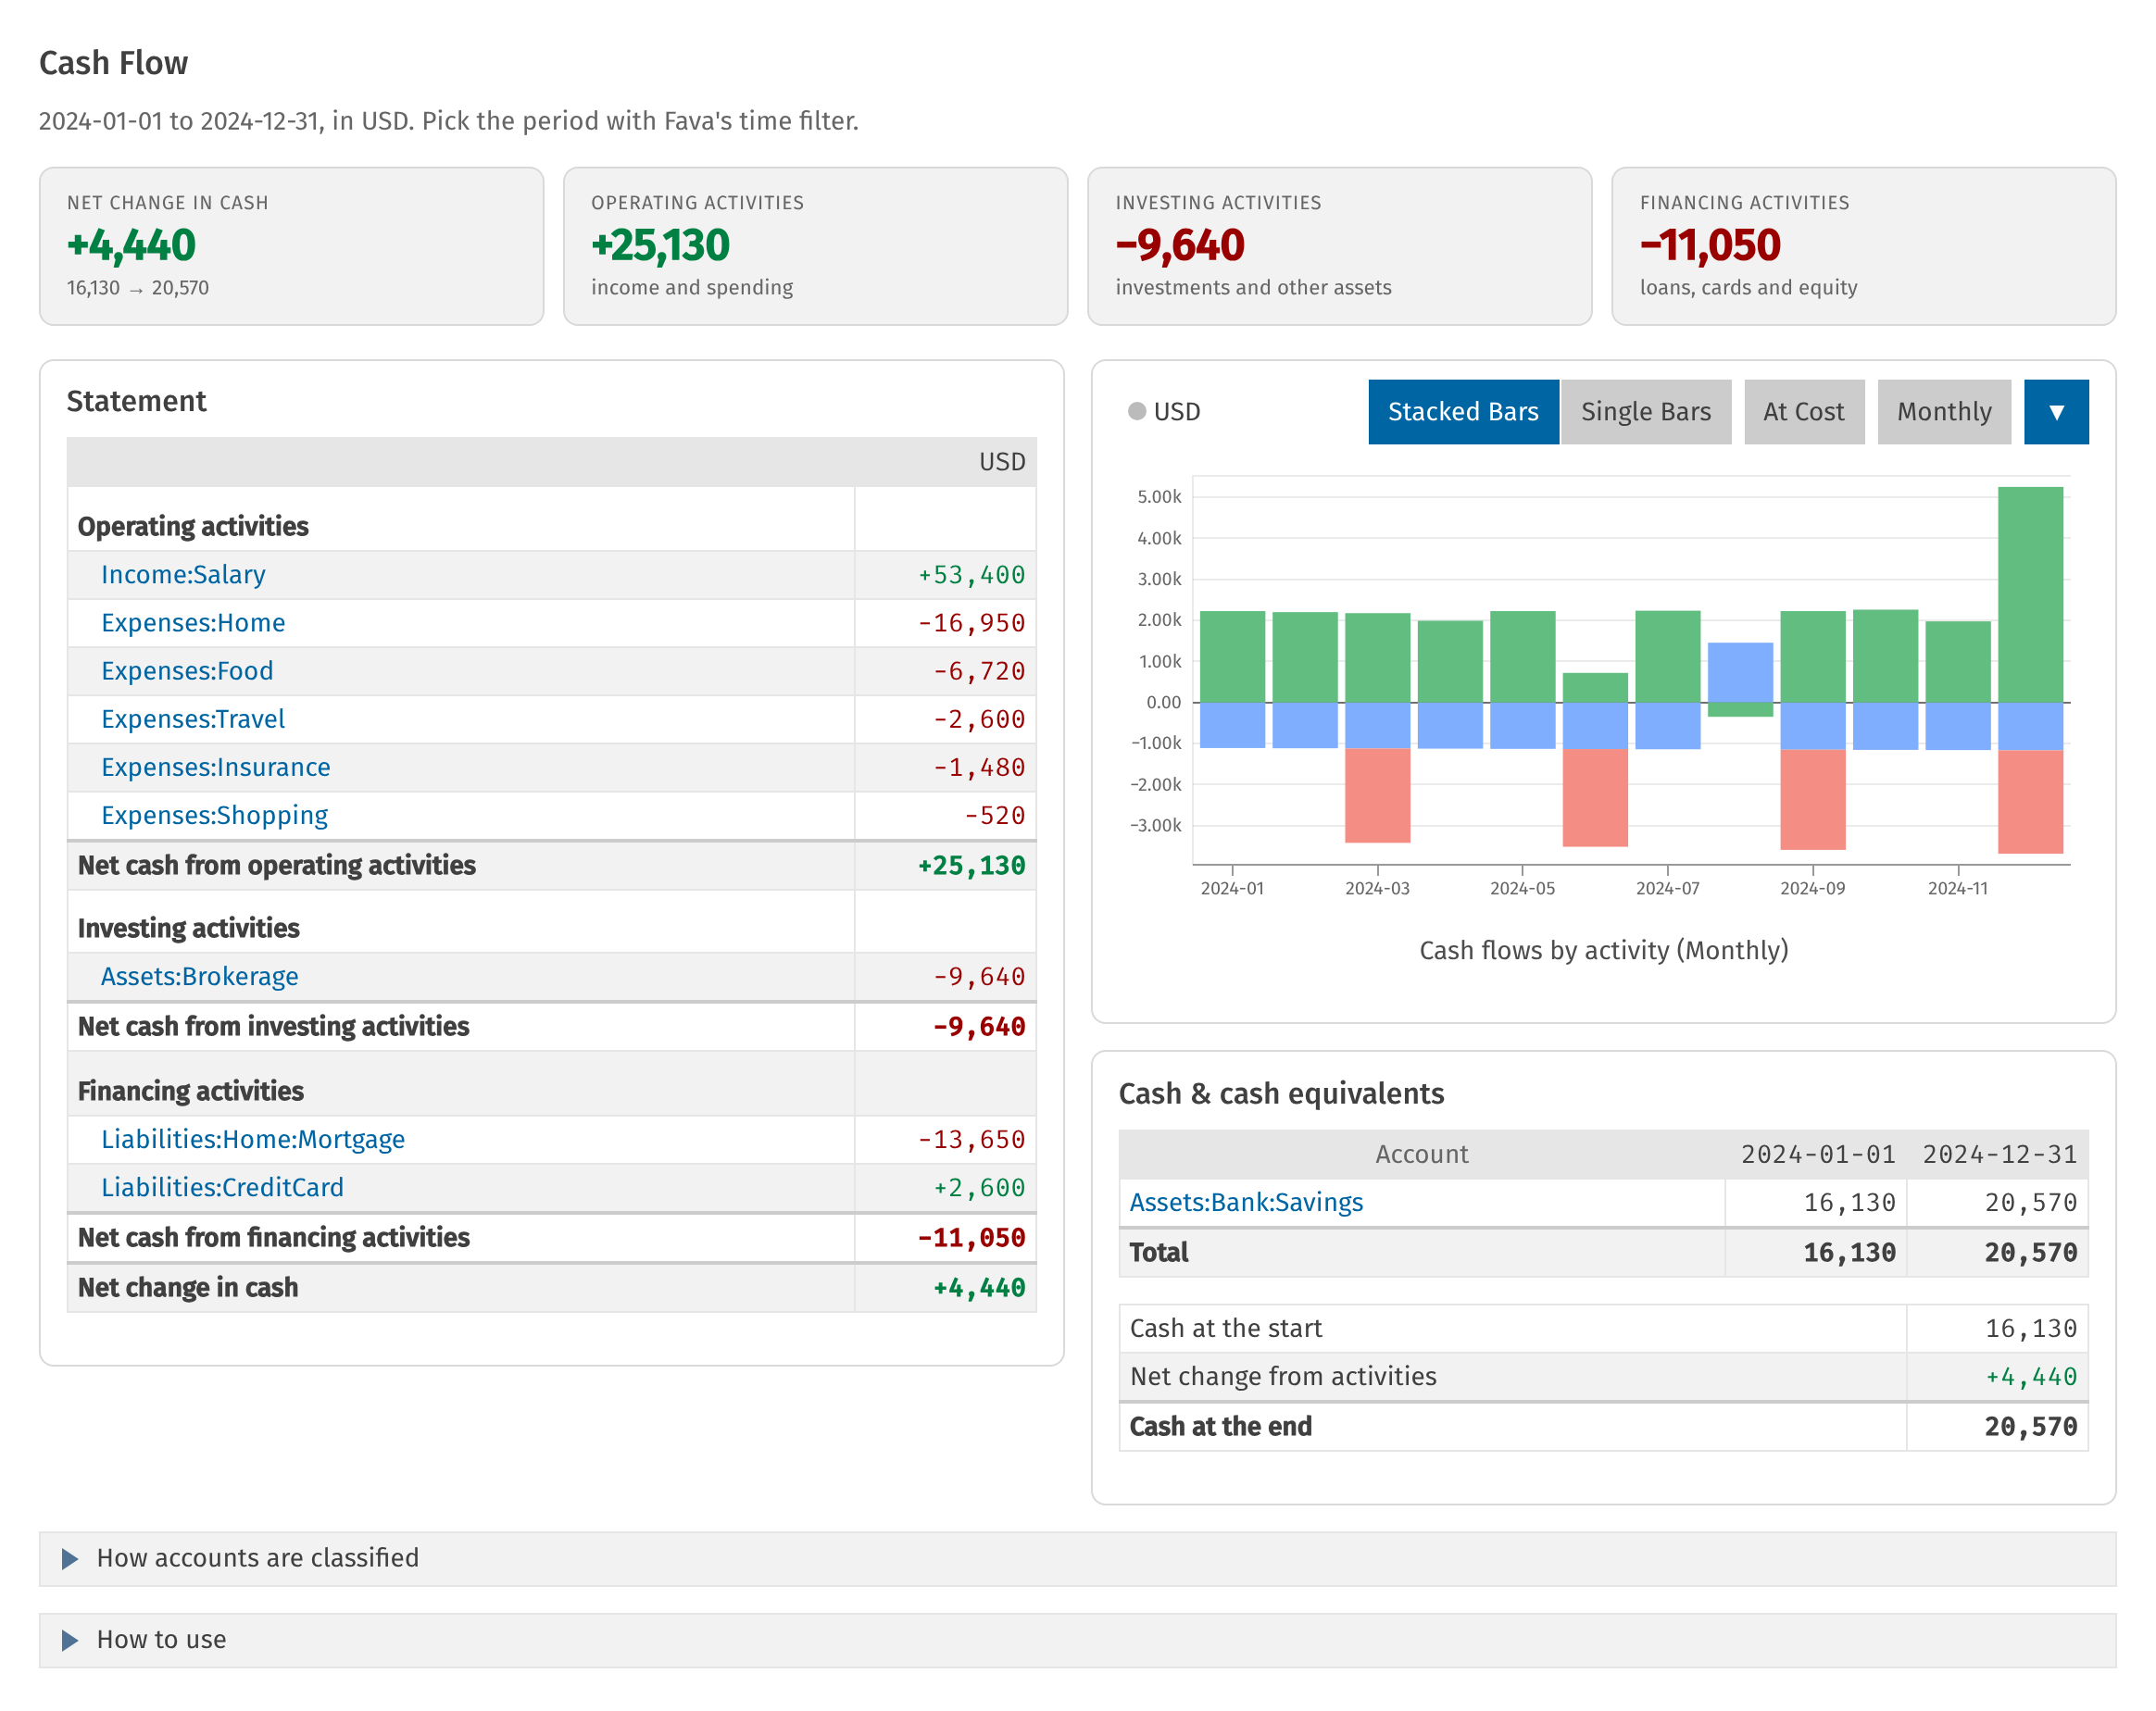 Cash Flow
2024-01-01 to 2024-12-31, in USD. Pick the period with Fava's time filter.
NET CHANGE IN CASH
+4,440
16,130 → 20,570
OPERATING ACTIVITIES
+25,130
income and spending
INVESTING ACTIVITIES
−9,640
investments and other assets
FINANCING ACTIVITIES
−11,050
loans, cards and equity
Statement
USD
Operating activities
Income:Salary +53,400
Expenses:Home -16,950
Expenses:Food -6,720
Expenses:Travel -2,600
Expenses:Insurance -1,480
Expenses:Shopping -520
Net cash from operating activities +25,130
Investing activities
Assets:Brokerage -9,640
Net cash from investing activities -9,640
Financing activities
Liabilities:Home:Mortgage -13,650
Liabilities:CreditCard +2,600
Net cash from financing activities -11,050
Net change in cash +4,440
USD Stacked Bars Single Bars At Cost Monthly ▼
5.00k
4.00k
3.00k
2.00k
1.00k
0.00
−1.00k
−2.00k
−3.00k
2024-01 2024-03 2024-05 2024-07 2024-09 2024-11
Cash flows by activity (Monthly)
Cash & cash equivalents
Account 2024-01-01 2024-12-31
Assets:Bank:Savings 16,130 20,570
Total 16,130 20,570
Cash at the start 16,130
Net change from activities +4,440
Cash at the end 20,570
How accounts are classified
How to use